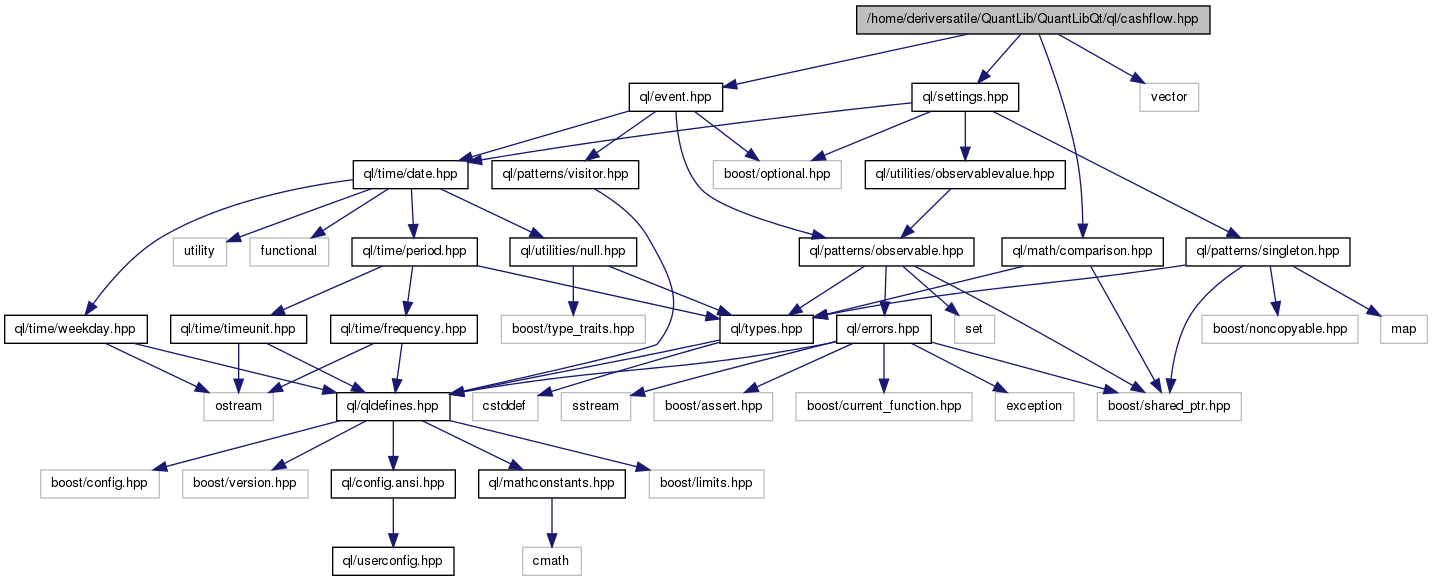 /home/deriversatile/QuantLib/QuantLibQt/ql/cashflow.hpp
ql/event.hpp
ql/settings.hpp
vector
ql/time/date.hpp
ql/patterns/visitor.hpp
boost/optional.hpp
ql/utilities/observablevalue.hpp
utility
functional
ql/time/period.hpp
ql/utilities/null.hpp
ql/patterns/observable.hpp
ql/math/comparison.hpp
ql/patterns/singleton.hpp
ql/time/weekday.hpp
ql/time/timeunit.hpp
ql/time/frequency.hpp
boost/type_traits.hpp
ql/types.hpp
ql/errors.hpp
set
boost/noncopyable.hpp
map
ostream
ql/qldefines.hpp
cstddef
sstream
boost/assert.hpp
boost/current_function.hpp
exception
boost/shared_ptr.hpp
boost/config.hpp
boost/version.hpp
ql/config.ansi.hpp
ql/mathconstants.hpp
boost/limits.hpp
ql/userconfig.hpp
cmath